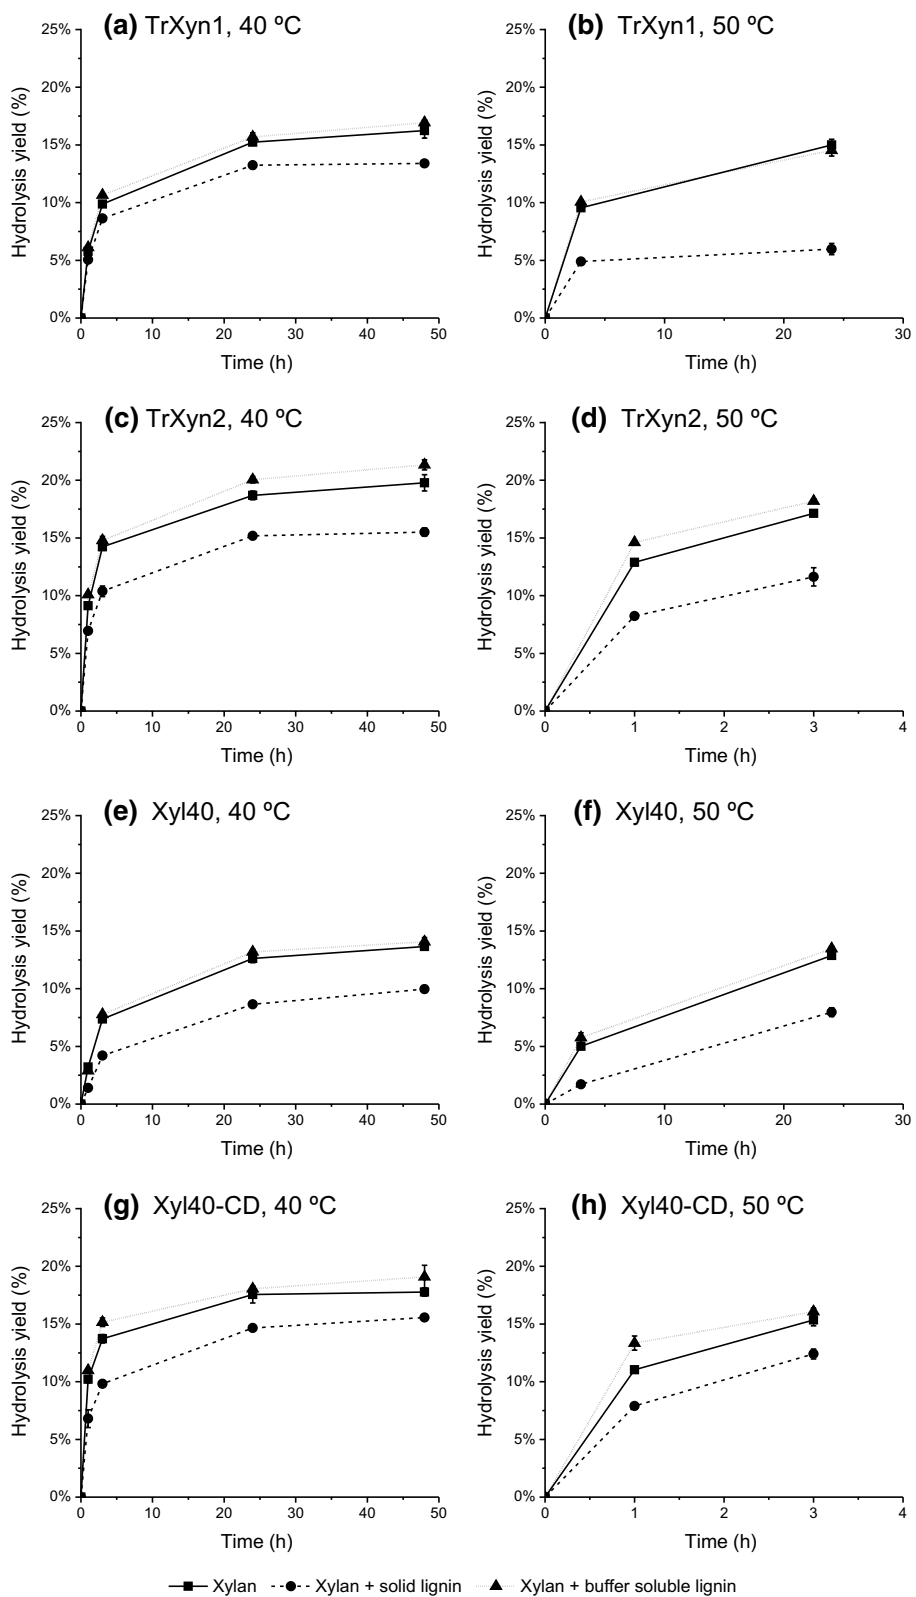 (a) TrXyn1, 40 ºC
25%
20%
15%
10%
5%
0%
Hydrolysis yield (%)
0 10 20 30 40 50
Time (h)
(b) TrXyn1, 50 ºC
25%
20%
15%
10%
5%
0%
Hydrolysis yield (%)
0 10 20 30
Time (h)
(c) TrXyn2, 40 ºC
25%
20%
15%
10%
5%
0%
Hydrolysis yield (%)
0 10 20 30 40 50
Time (h)
(d) TrXyn2, 50 ºC
25%
20%
15%
10%
5%
0%
Hydrolysis yield (%)
0 1 2 3 4
Time (h)
(e) Xyl40, 40 ºC
25%
20%
15%
10%
5%
0%
Hydrolysis yield (%)
0 10 20 30 40 50
Time (h)
(f) Xyl40, 50 ºC
25%
20%
15%
10%
5%
0%
Hydrolysis yield (%)
0 10 20 30
Time (h)
(g) Xyl40-CD, 40 ºC
25%
20%
15%
10%
5%
0%
Hydrolysis yield (%)
0 10 20 30 40 50
Time (h)
(h) Xyl40-CD, 50 ºC
25%
20%
15%
10%
5%
0%
Hydrolysis yield (%)
0 1 2 3 4
Time (h)
Xylan Xylan + solid lignin Xylan + buffer soluble lignin